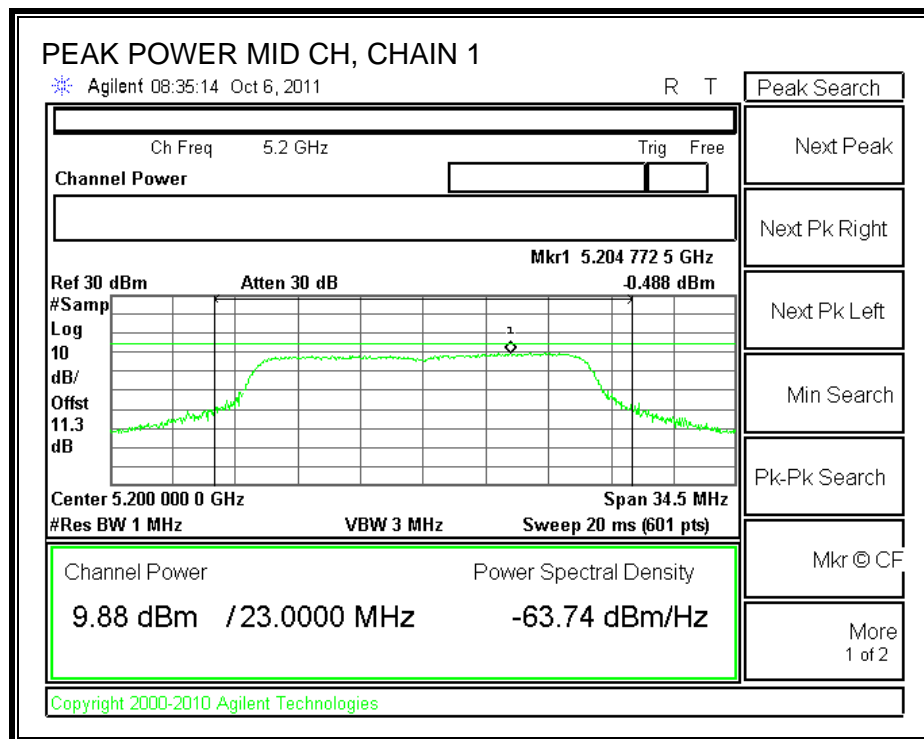 PEAK POWER MID CH, CHAIN 1
Agilent 08:35:14 Oct 6, 2011 R T
Ch Freq 5.2 GHz Trig Free
Channel Power
Mkr1 5.204 772 5 GHz
Ref 30 dBm Atten 30 dB -0.488 dBm
#Samp
Log
10
dB/
Offst
11.3
dB
1
Center 5.200 000 0 GHz Span 34.5 MHz
#Res BW 1 MHz VBW 3 MHz Sweep 20 ms (601 pts)
Channel Power Power Spectral Density
9.88 dBm / 23.0000 MHz -63.74 dBm/Hz
Copyright 2000-2010 Agilent Technologies
Peak Search
Next Peak
Next Pk Right
Next Pk Left
Min Search
Pk-Pk Search
Mkr © CF
More
1 of 2